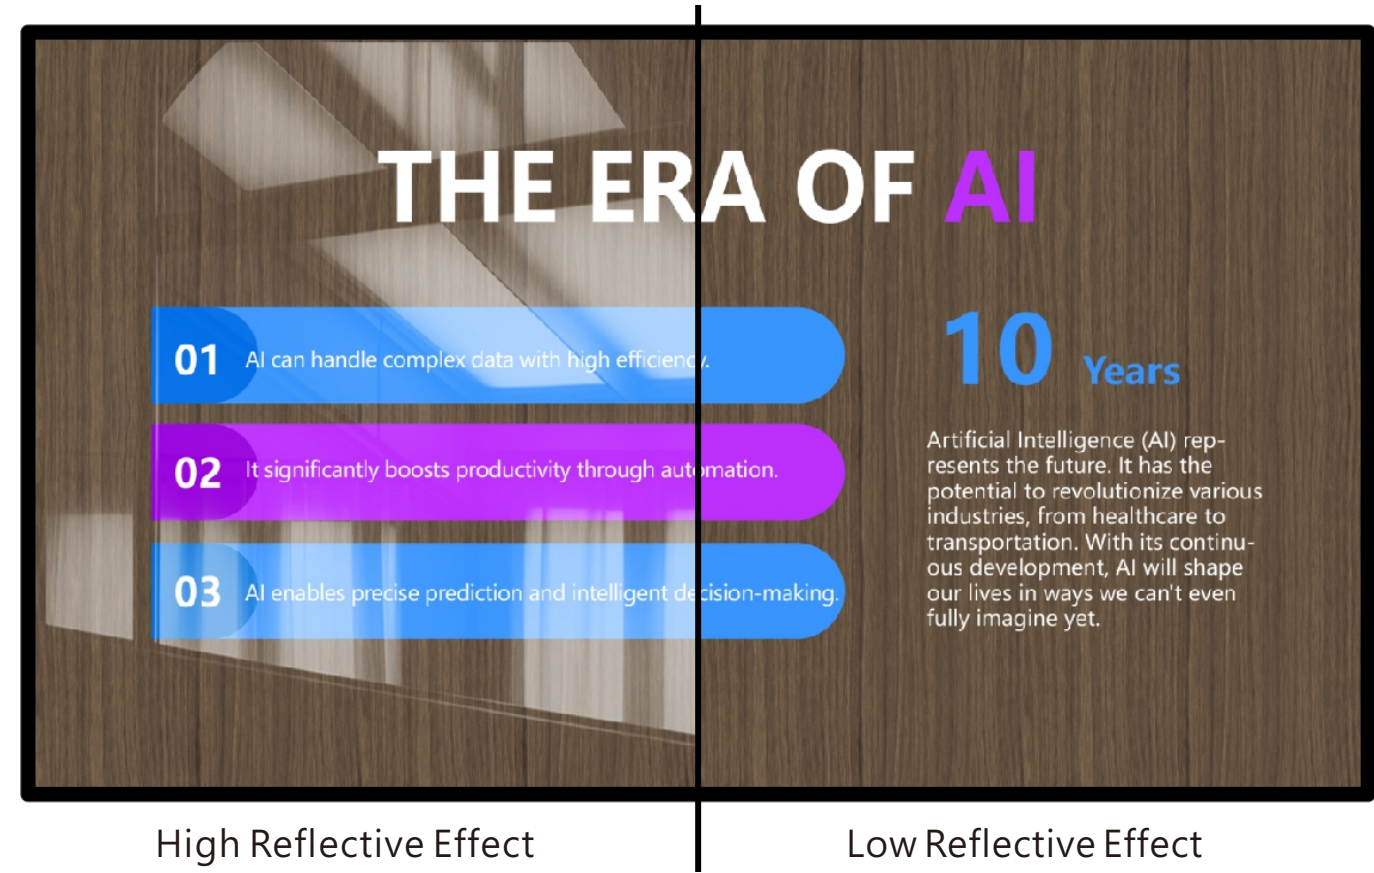 THE ERA OF AI
01 AI can handle complex data with high efficiency.
02 It significantly boosts productivity through automation.
03 AI enables precise prediction and intelligent decision-making.
10 Years
Artificial Intelligence (AI) rep-
resents the future. It has the
potential to revolutionize various
industries, from healthcare to
transportation. With its continu-
ous development, AI will shape
our lives in ways we can't even
fully imagine yet.
High Reflective Effect
Low Reflective Effect